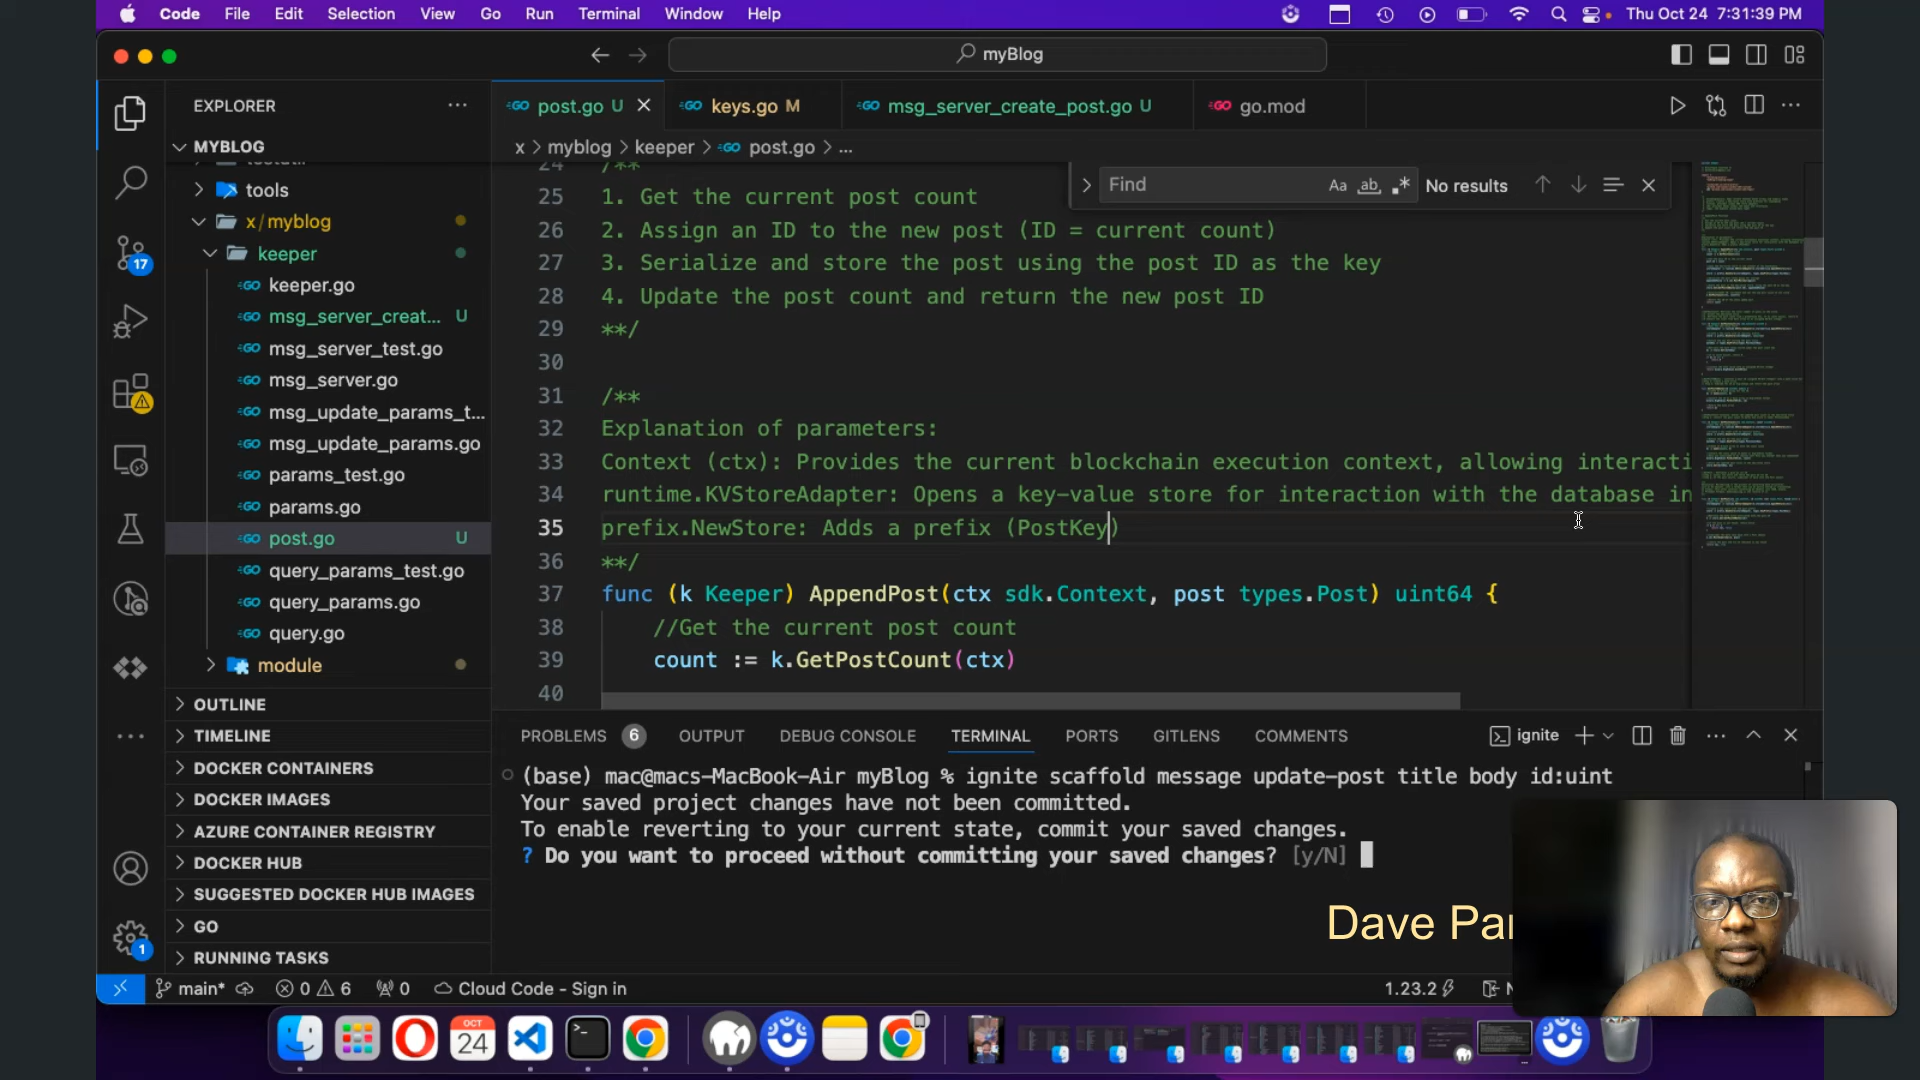 Code File Edit Selection View Go Run Terminal Window Help Thu Oct 24 7:31:39 PM
myBlog
EXPLORER
MYBLOG
tools
x / myblog
keeper
keeper.go
msg_server_creat... U
msg_server_test.go
msg_server.go
msg_update_params_t...
msg_update_params.go
params_test.go
params.go
post.go U
query_params_test.go
query_params.go
query.go
module
OUTLINE
TIMELINE
DOCKER CONTAINERS
DOCKER IMAGES
AZURE CONTAINER REGISTRY
DOCKER HUB
SUGGESTED DOCKER HUB IMAGES
GO
RUNNING TASKS
17
1
post.go U keys.go M msg_server_create_post.go U go.mod
x > myblog > keeper > post.go > ...
Find Aa ab No results
24 /**
25 1. Get the current post count
26 2. Assign an ID to the new post (ID = current count)
27 3. Serialize and store the post using the post ID as the key
28 4. Update the post count and return the new post ID
29 **/
30
31 /**
32 Explanation of parameters:
33 Context (ctx): Provides the current blockchain execution context, allowing interacti
34 runtime.KVStoreAdapter: Opens a key-value store for interaction with the database in
35 prefix.NewStore: Adds a prefix (PostKey)
36 **/
37 func (k Keeper) AppendPost(ctx sdk.Context, post types.Post) uint64 {
38 //Get the current post count
39 count := k.GetPostCount(ctx)
40
PROBLEMS 6 OUTPUT DEBUG CONSOLE TERMINAL PORTS GITLENS COMMENTS ignite
(base) mac@macs-MacBook-Air myBlog % ignite scaffold message update-post title body id:uint
Your saved project changes have not been committed.
To enable reverting to your current state, commit your saved changes.
? Do you want to proceed without committing your saved changes? [y/N]
Dave Par
main* 0 6 0 Cloud Code - Sign in 1.23.2
OCT
24